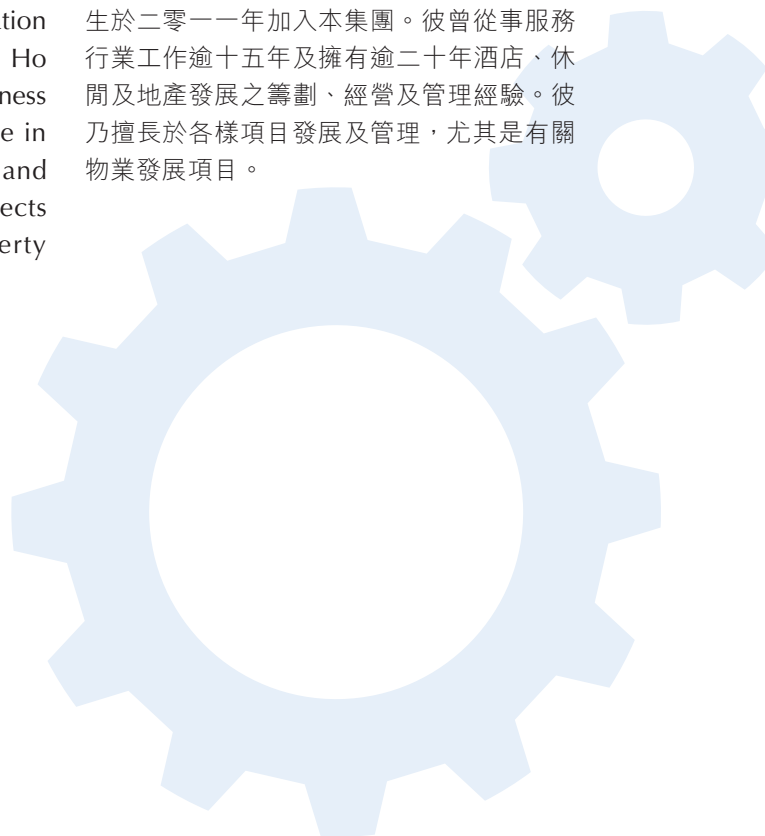 tion
Ho
ness
e in
and
ects
erty
生於二零一一年加入本集團。彼曾從事服務
行業工作逾十五年及擁有逾二十年酒店、休
閒及地產發展之籌劃、經營及管理經驗。彼
乃擅長於各樣項目發展及管理，尤其是有關
物業發展項目。